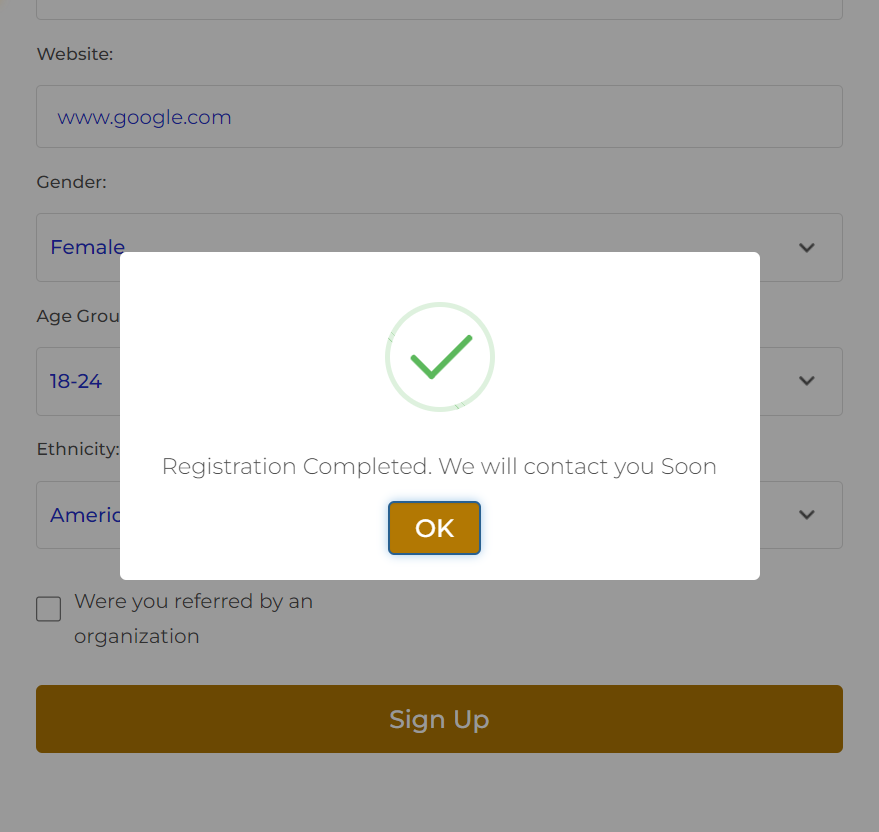 Website:
www.google.com
Gender:
Female
Age Grou
18-24
Ethnicity:
Registration Completed. We will contact you Soon
OK
Were you referred by an
organization
Sign Up